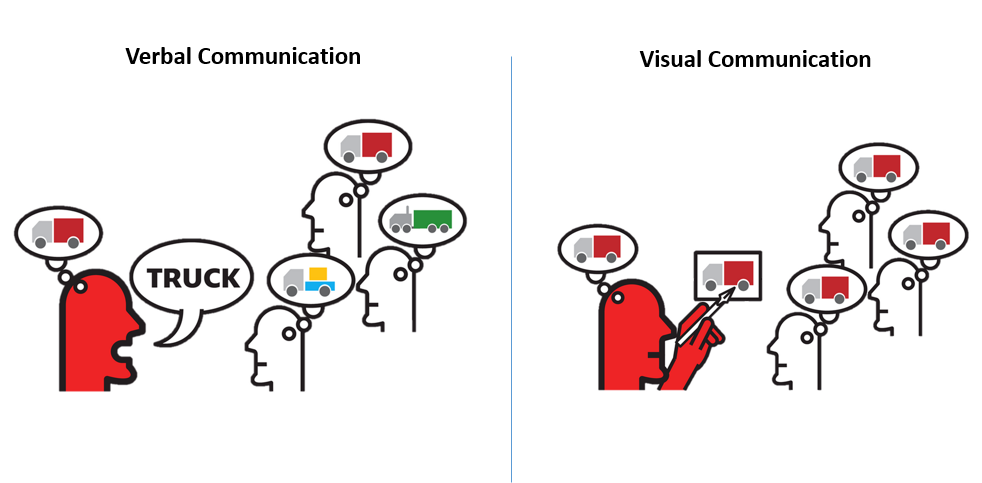 Verbal Communication
Visual Communication
TRUCK